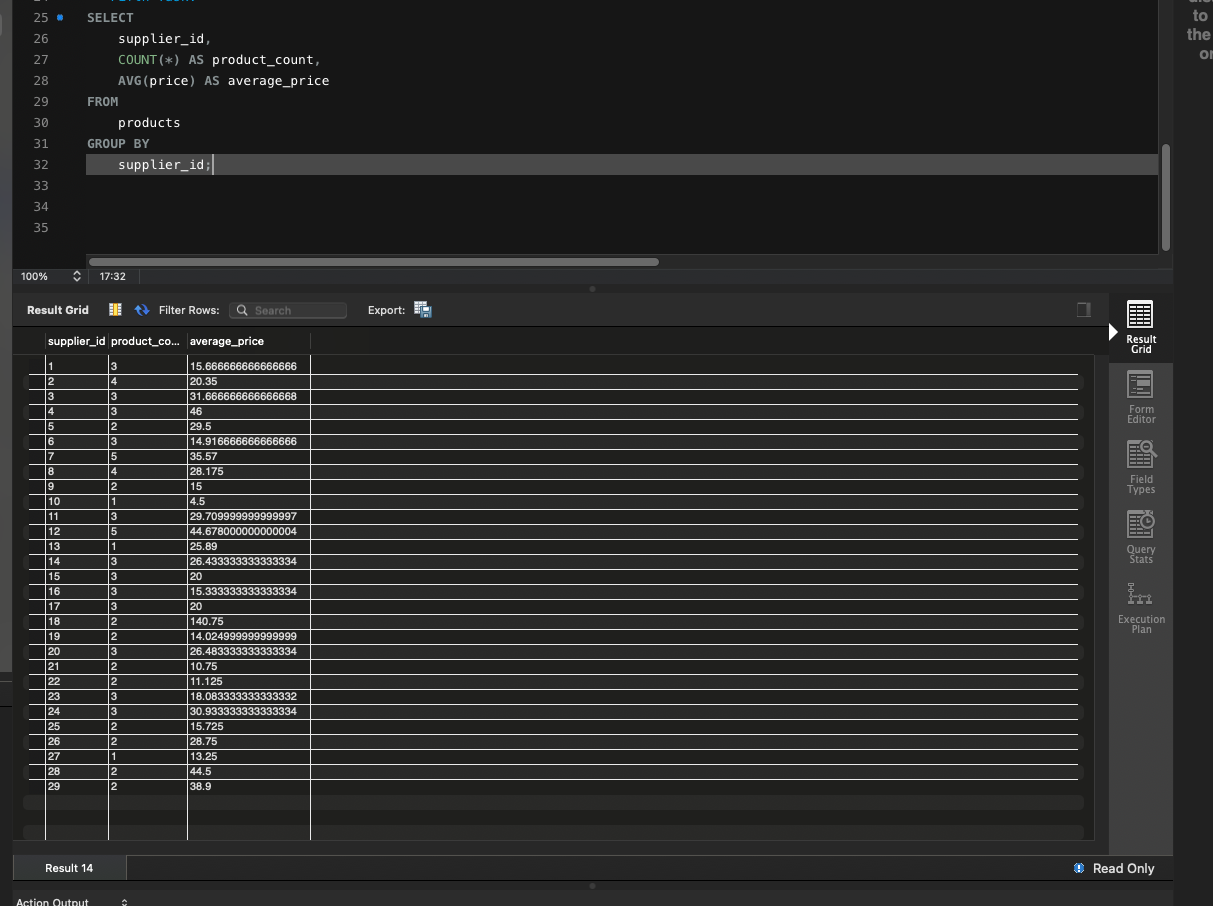 25 SELECT
26 supplier_id,
27 COUNT(*) AS product_count,
28 AVG(price) AS average_price
29 FROM
30 products
31 GROUP BY
32 supplier_id;
33
34
35
to
the
100% 17:32
Result Grid Filter Rows: Search Export:
supplier_id product_co... average_price
1 3 15.666666666666666
2 4 20.35
3 3 31.666666666666668
4 3 46
5 2 29.5
6 3 14.916666666666666
7 5 35.57
8 4 28.175
9 2 15
10 1 4.5
11 3 29.709999999999997
12 5 44.678000000000004
13 1 25.89
14 3 26.433333333333334
15 3 20
16 3 15.333333333333334
17 3 20
18 2 140.75
19 2 14.024999999999999
20 3 26.483333333333334
21 2 10.75
22 2 11.125
23 3 18.083333333333332
24 3 30.933333333333334
25 2 15.725
26 2 28.75
27 1 13.25
28 2 44.5
29 2 38.9
Result
Grid
Form
Editor
Field
Types
Query
Stats
Execution
Plan
Result 14
Read Only
Action Output